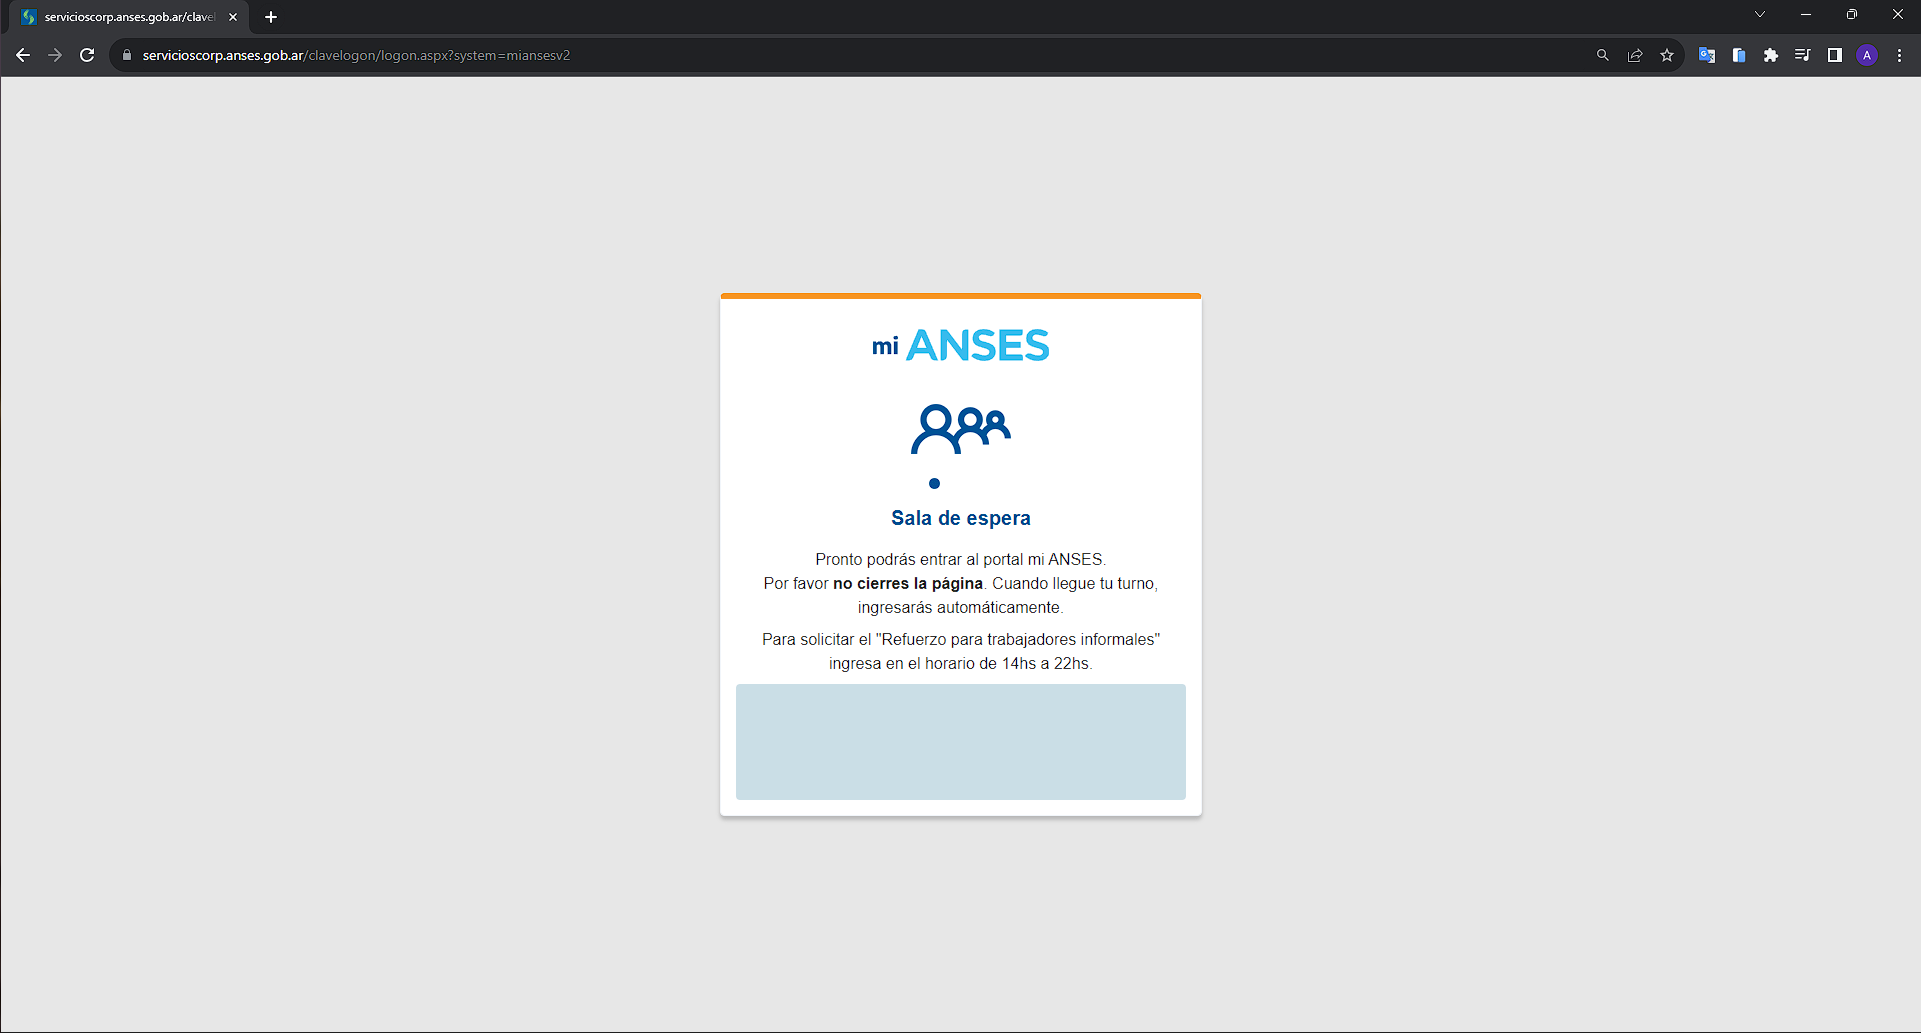 servicioscorp.anses.gob.ar/clave
servicioscorp.anses.gob.ar/clavelogon/logon.aspx?system=miansesv2
A
mi ANSES
Sala de espera
Pronto podrás entrar al portal mi ANSES.
Por favor no cierres la página. Cuando llegue tu turno,
ingresarás automáticamente.
Para solicitar el "Refuerzo para trabajadores informales"
ingresa en el horario de 14hs a 22hs.